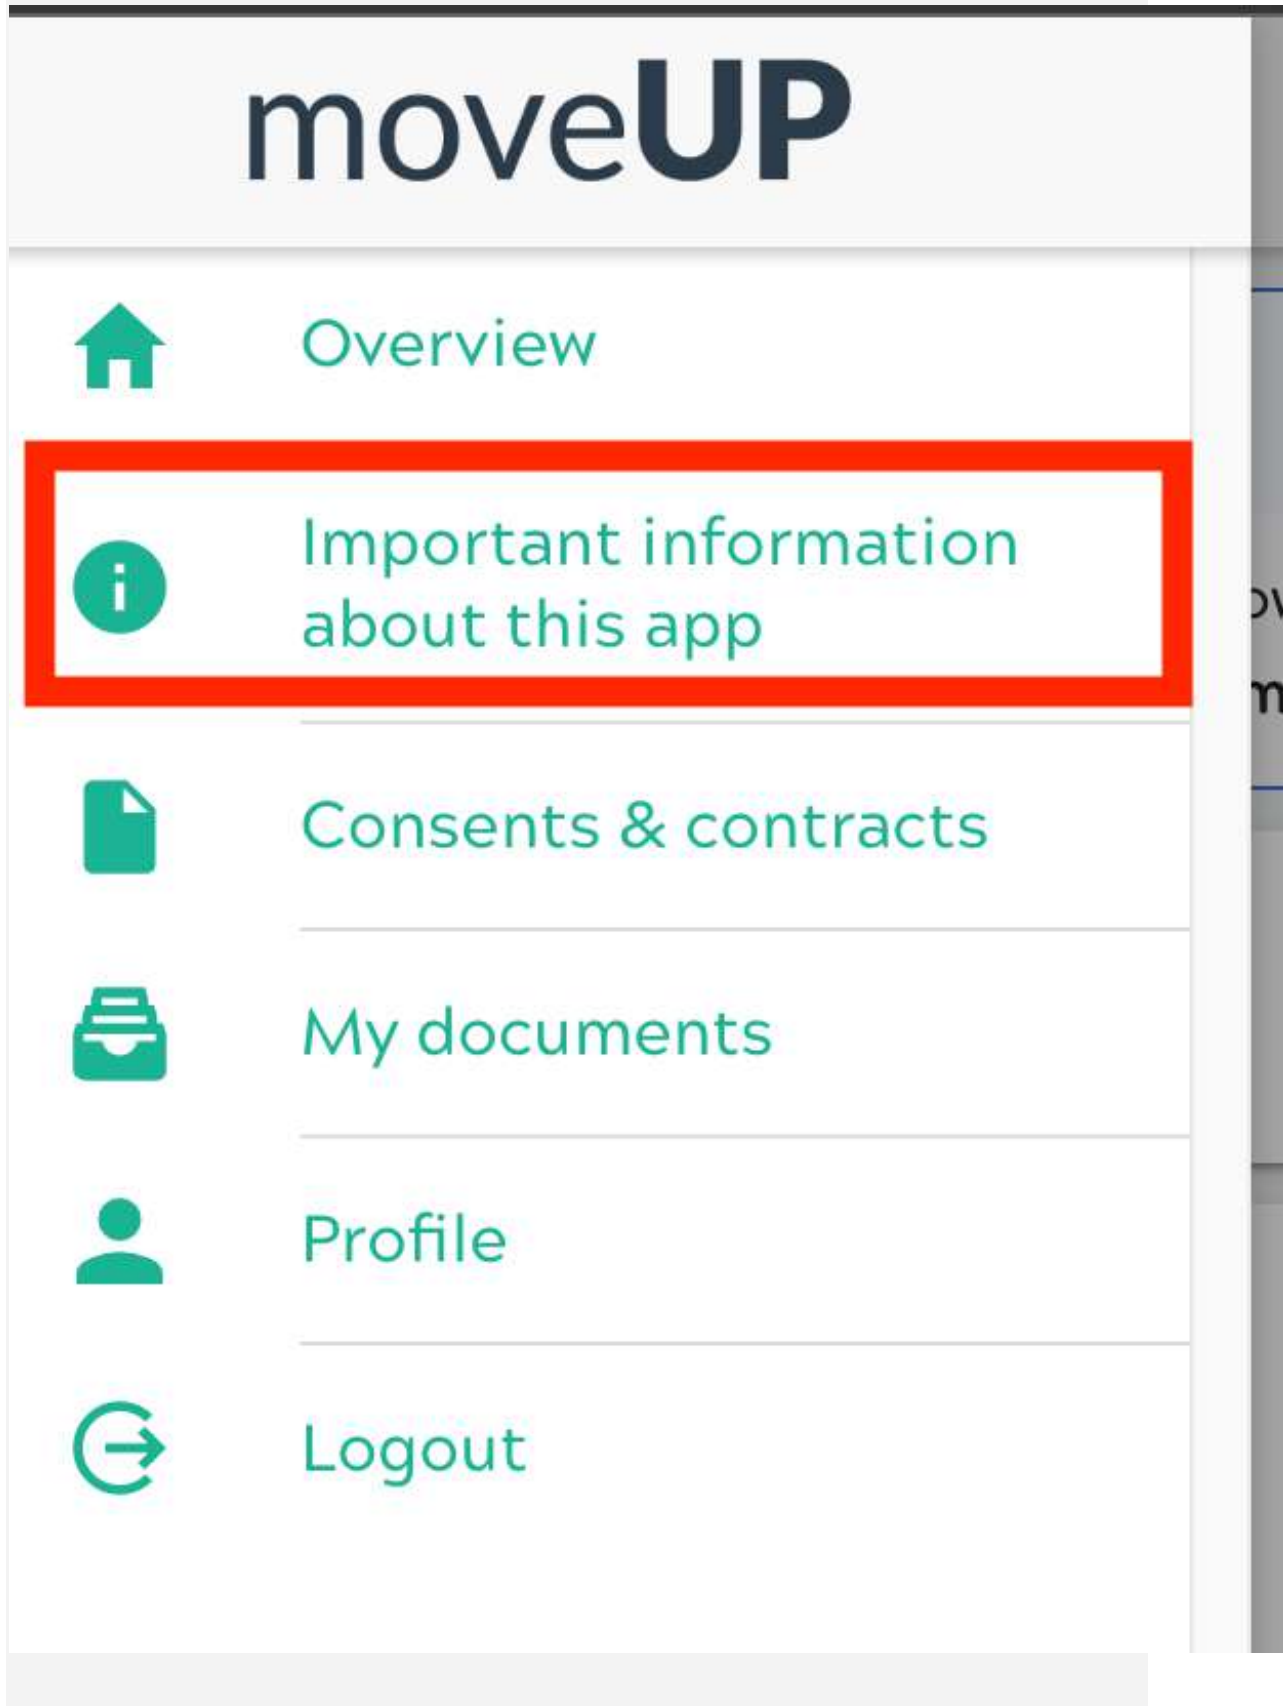 moveUP
Overview
Important information
about this app
Consents & contracts
My documents
Profile
Logout